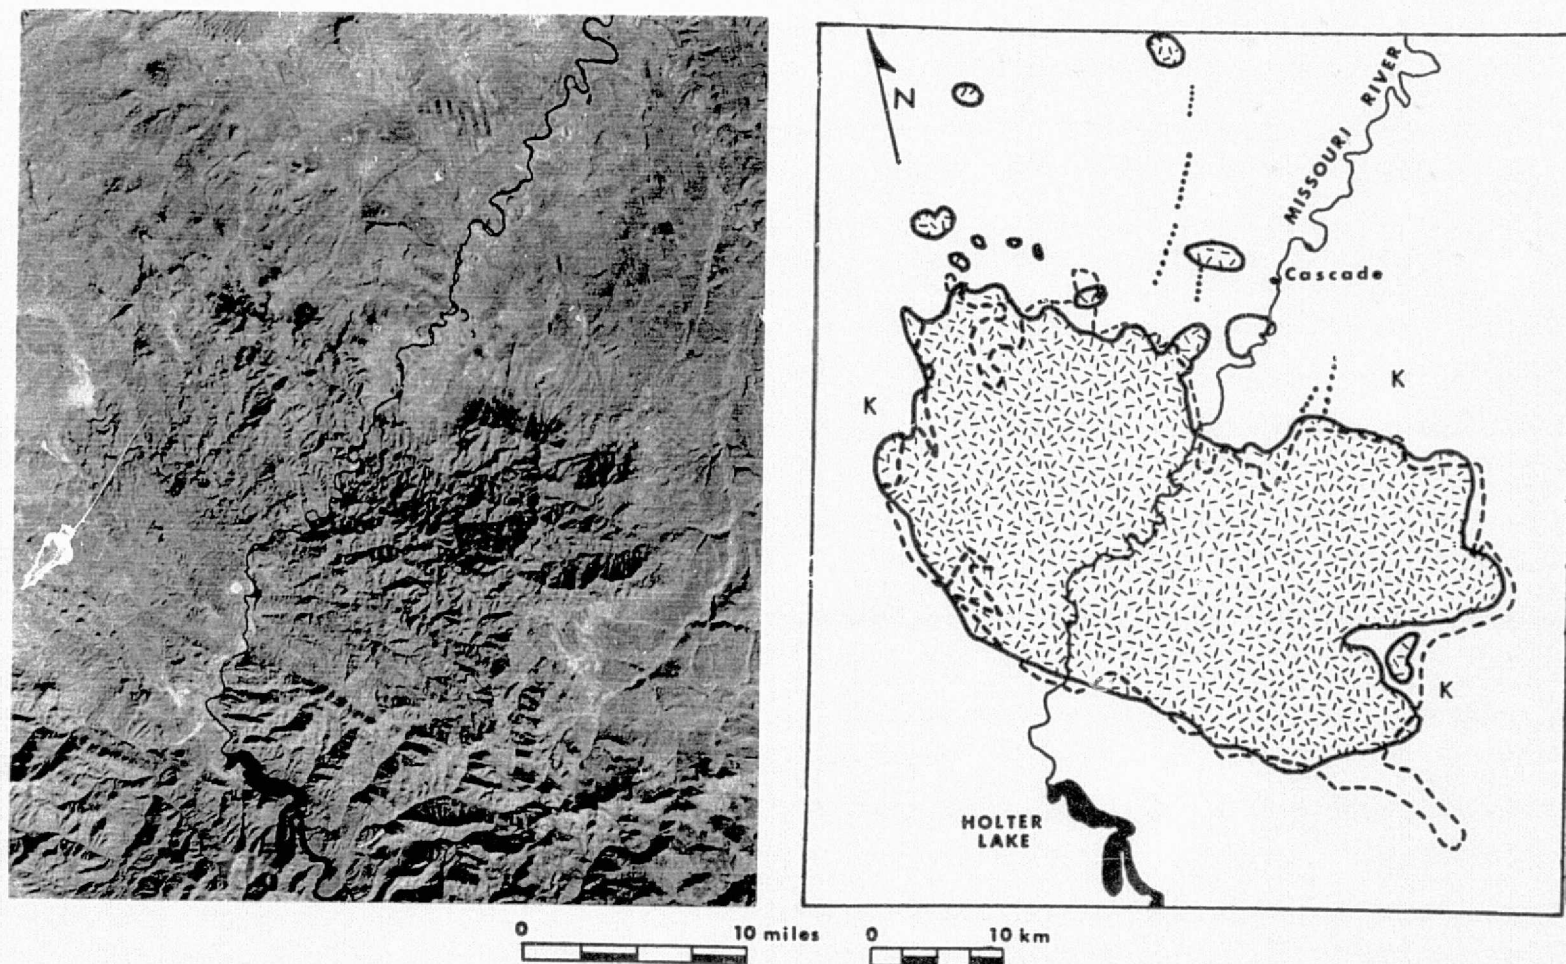 N
MISSOURI RIVER
Cascade
K
K
K
HOLTER
LAKE
0 10 miles
0 10 km